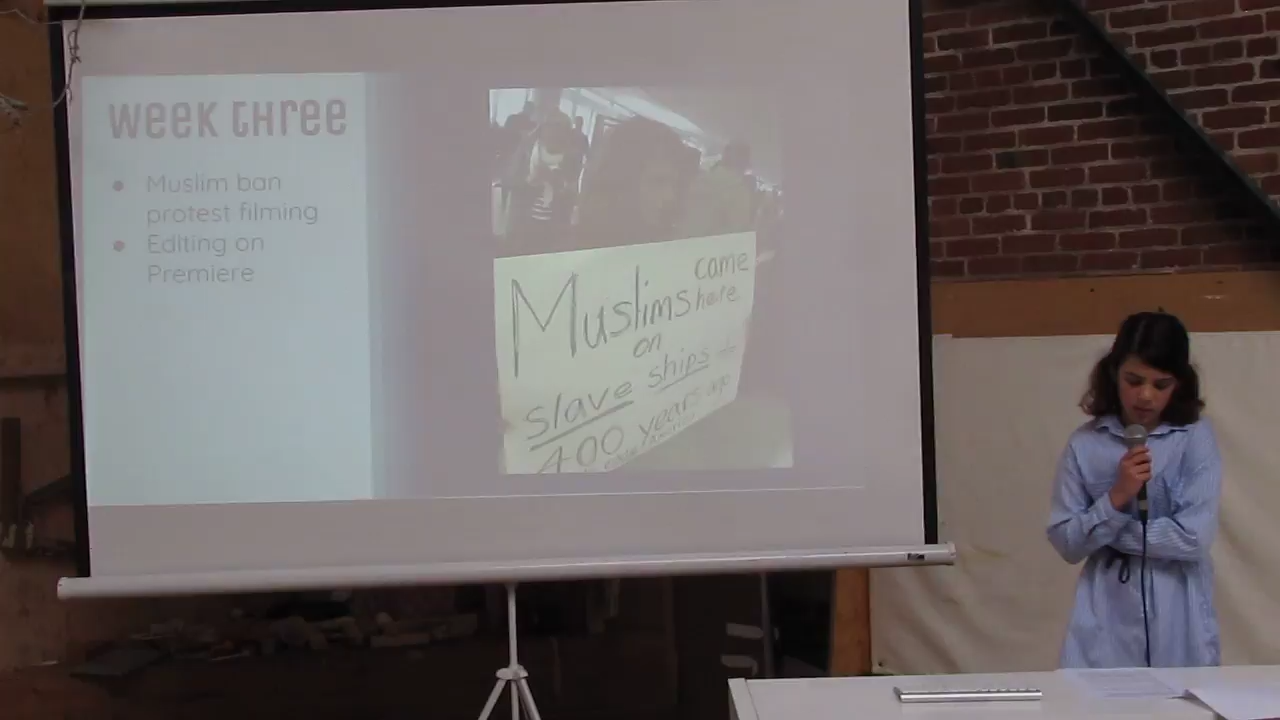 week three
Muslim ban
protest filming
Editing on
Premiere
Muslims came
here
on
slave ships
400 years ago